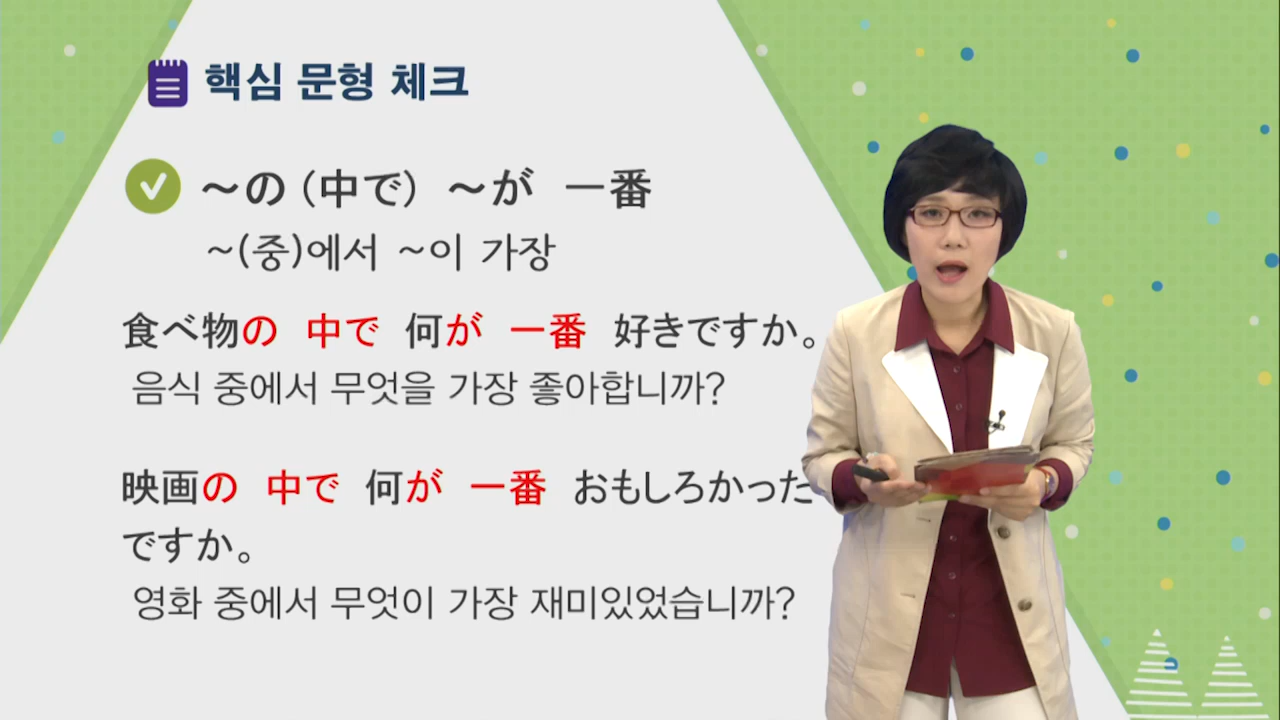 핵심 문형 체크
~の (中で) ~が 一番
~(중)에서 ~이 가장
食べ物の 中で 何が 一番 好きですか。
음식 중에서 무엇을 가장 좋아합니까?
映画の 中で 何が 一番 おもしろかった
ですか。
영화 중에서 무엇이 가장 재미있었습니까?